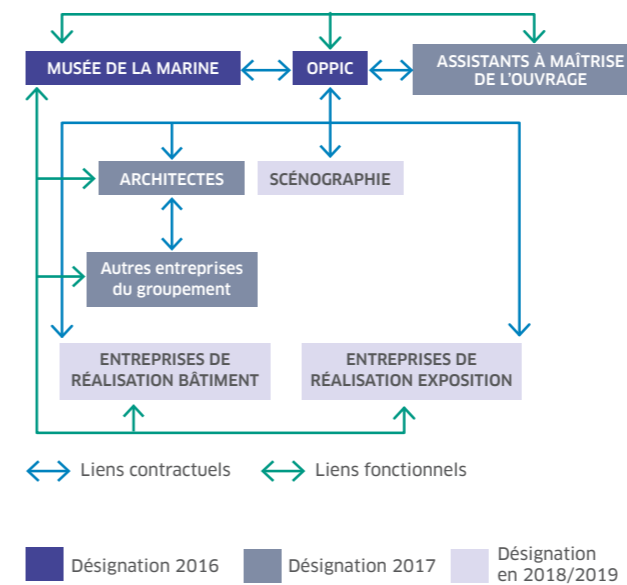 MUSÉE DE LA MARINE
OPPIC
ASSISTANTS À MAÎTRISE
DE L'OUVRAGE
ARCHITECTES
SCÉNOGRAPHIE
Autres entreprises
du groupement
ENTREPRISES DE
RÉALISATION BÂTIMENT
ENTREPRISES DE
RÉALISATION EXPOSITION
Liens contractuels
Liens fonctionnels
Désignation 2016
Désignation 2017
Désignation
en 2018/2019